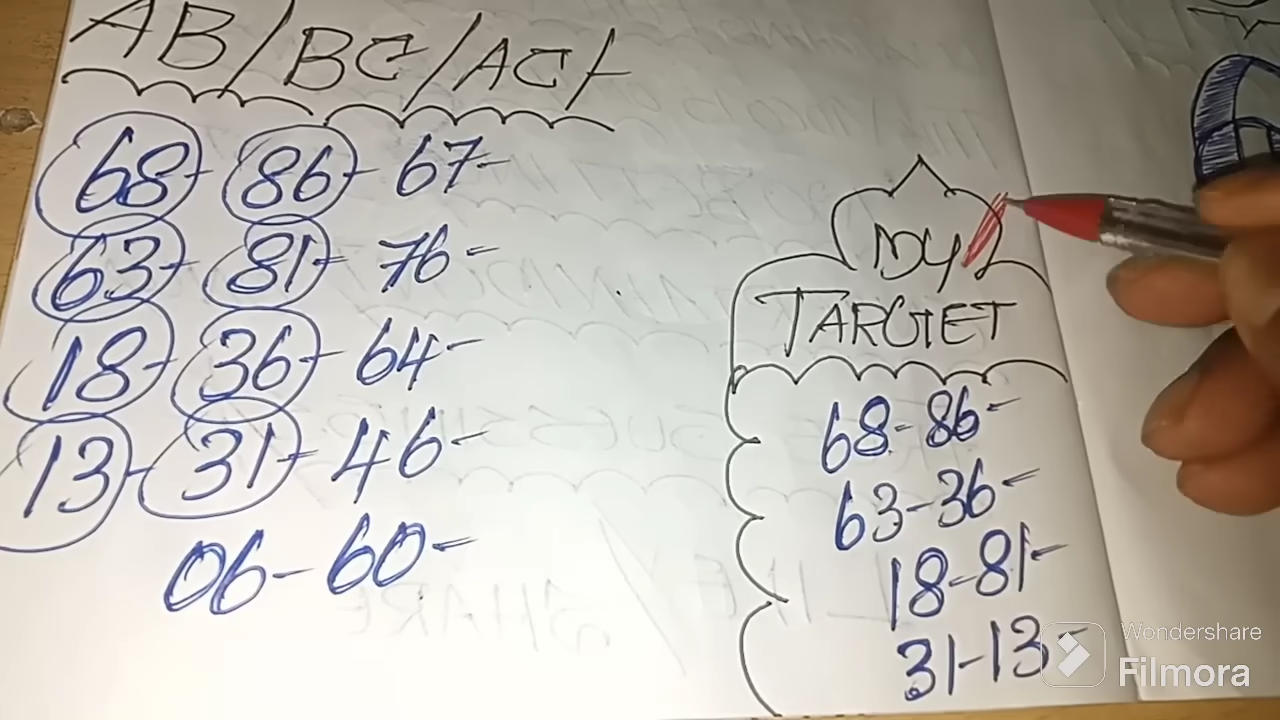 AB/BC/AC/
68- 86- 67-
63- 81- 76-
18- 36- 64-
13- 31- 46-
06- 60-
TARGET
68- 86-
63-36-
18-81-
31-13-
Wondershare
Filmora